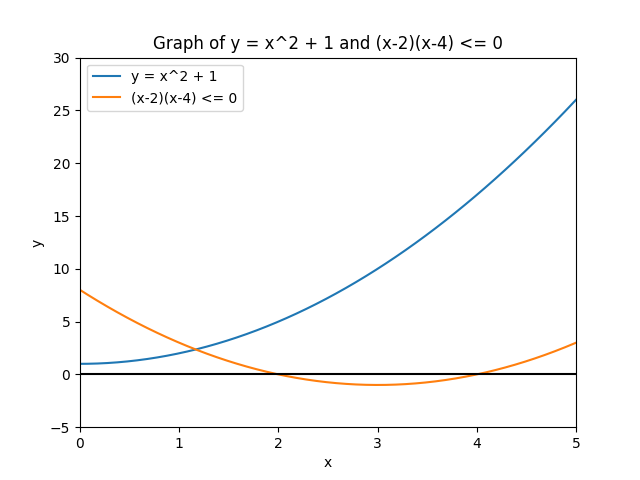 Graph of y = x^2 + 1 and (x-2)(x-4) <= 0
30
y = x^2 + 1
(x-2)(x-4) <= 0
25
20
15
y
10
5
0
−5
0 1 2 3 4 5
x